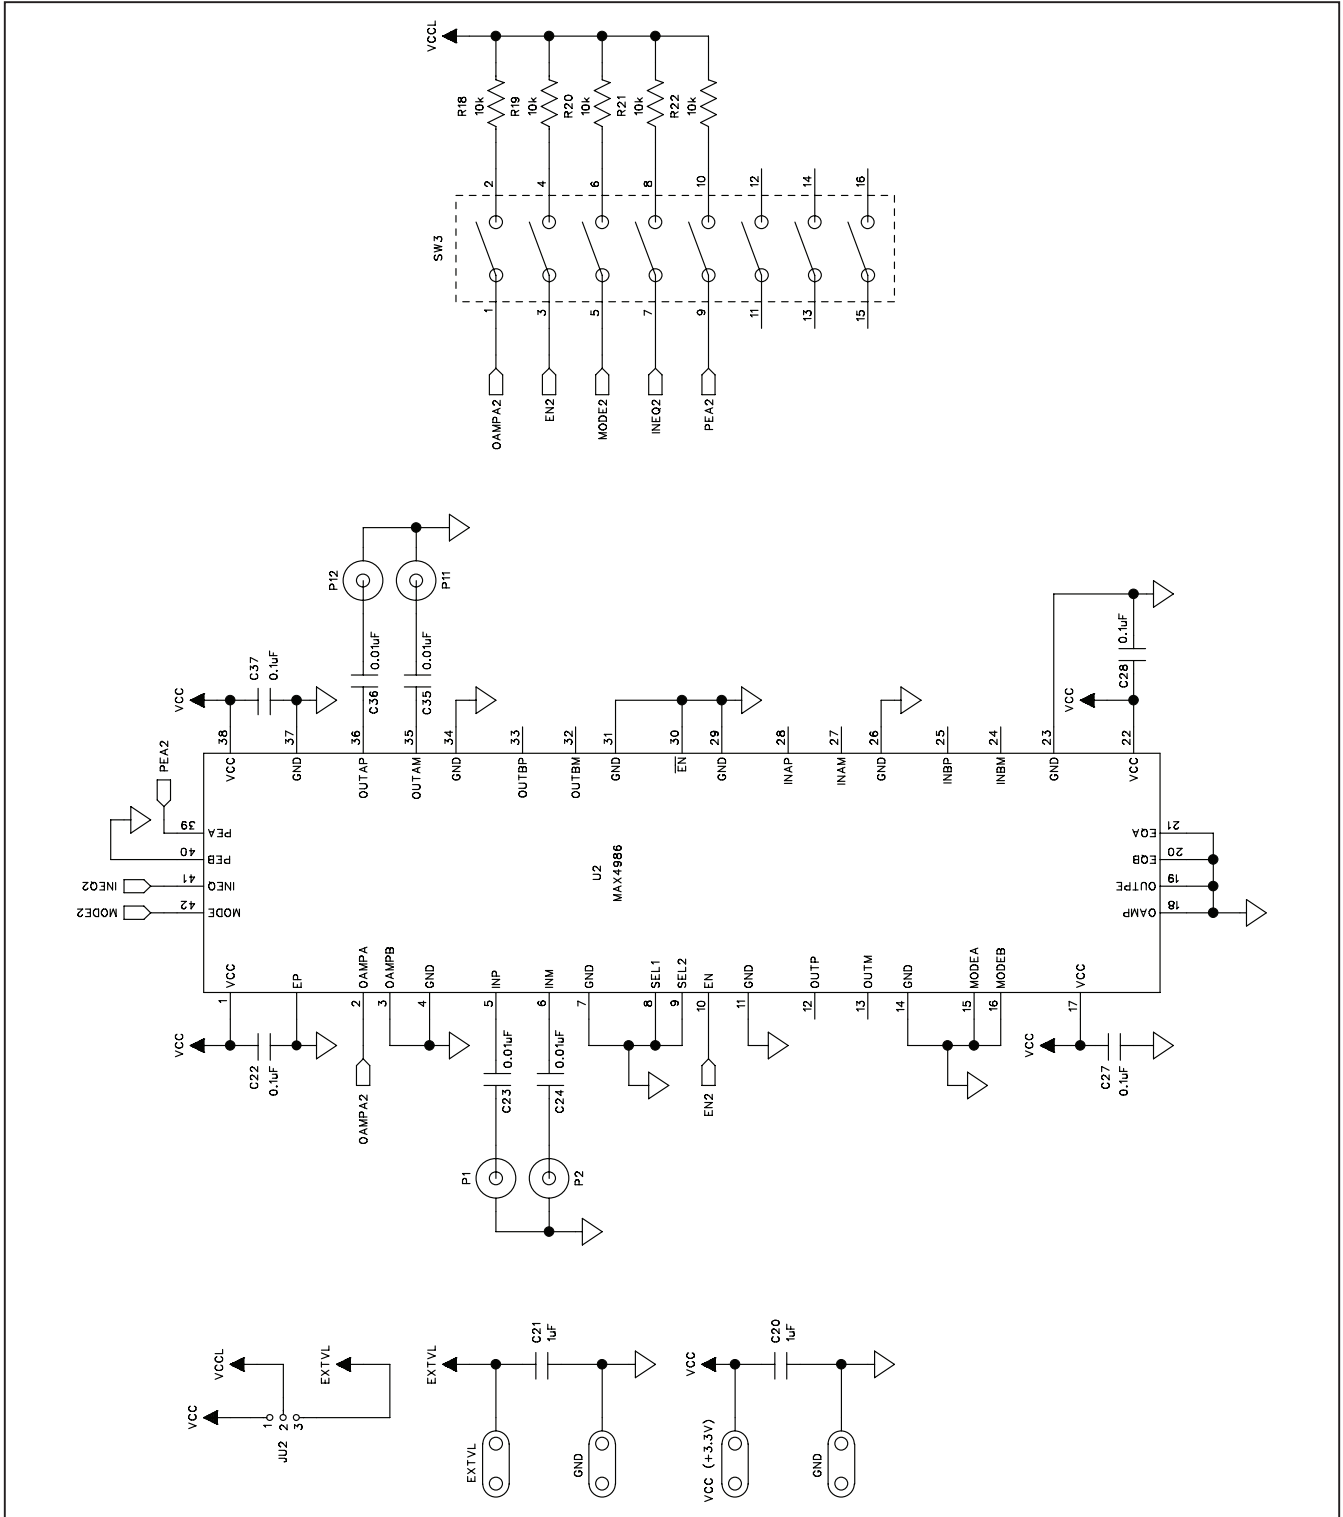 VCCL
R18
10k
R19
10k
R20
10k
R21
10k
R22
10k
2
4
6
8
10
12
14
16
SW3
1
3
5
7
9
11
13
15
OAMPA2
EN2
MODE2
INEQ2
PEA2
P12
P11
0.01uF
0.01uF
C36
C35
VCC
C37
0.1uF
0.1uF
C28
VCC
PEA2
38
37
36
35
34
33
32
31
30
29
28
27
26
25
24
23
22
VCC
GND
OUTAP
OUTAM
GND
OUTBP
OUTBM
GND
EN
GND
INAP
INAM
GND
INBP
INBM
GND
VCC
39
PEA
40
PEB
INEQ2
41
INEQ
MODE2
42
MODE
U2
MAX4986
EQA
21
EQB
20
OUTPE
19
OAMP
18
VCC
EP
OAMPA
OAMPB
GND
INP
INM
GND
SEL1
SEL2
EN
GND
OUTP
OUTM
GND
MODEA
MODEB
VCC
1
2
3
4
5
6
7
8
9
10
11
12
13
14
15
16
17
VCC
C22
0.1uF
OAMPA2
0.01uF
C23
0.01uF
C24
EN2
VCC
C27
0.1uF
P1
P2
VCC
VCCL
EXTVL
1
2
3
JU2
EXTVL
C21
1uF
EXTVL
GND
VCC
C20
1uF
VCC (+3.3V)
GND